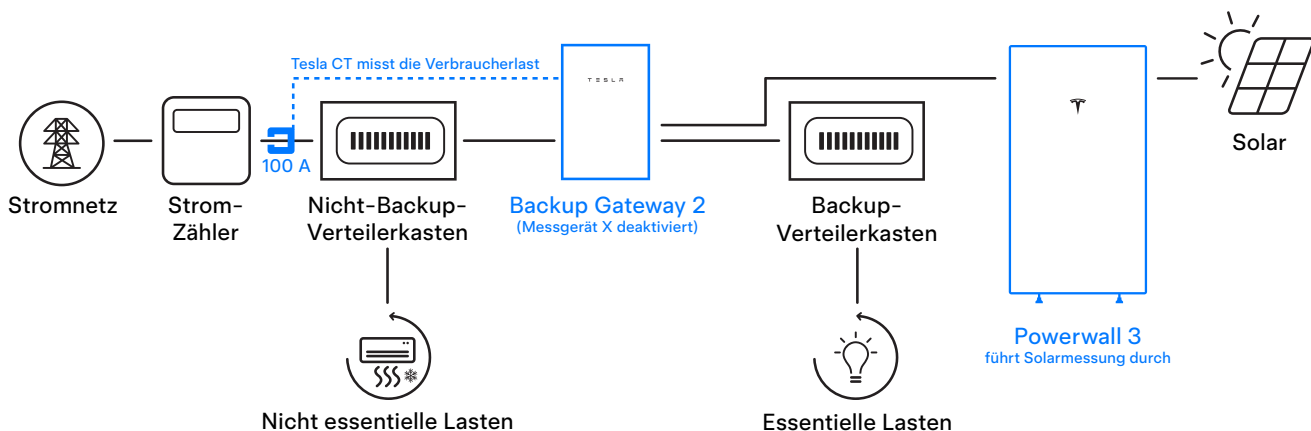 Tesla CT misst die Verbraucherlast
TESLA
100 A
Solar
Stromnetz
Strom-
Zähler
Nicht-Backup-
Verteilerkasten
Backup Gateway 2
(Messgerät X deaktiviert)
Backup-
Verteilerkasten
Powerwall 3
führt Solarmessung durch
Nicht essentielle Lasten
Essentielle Lasten